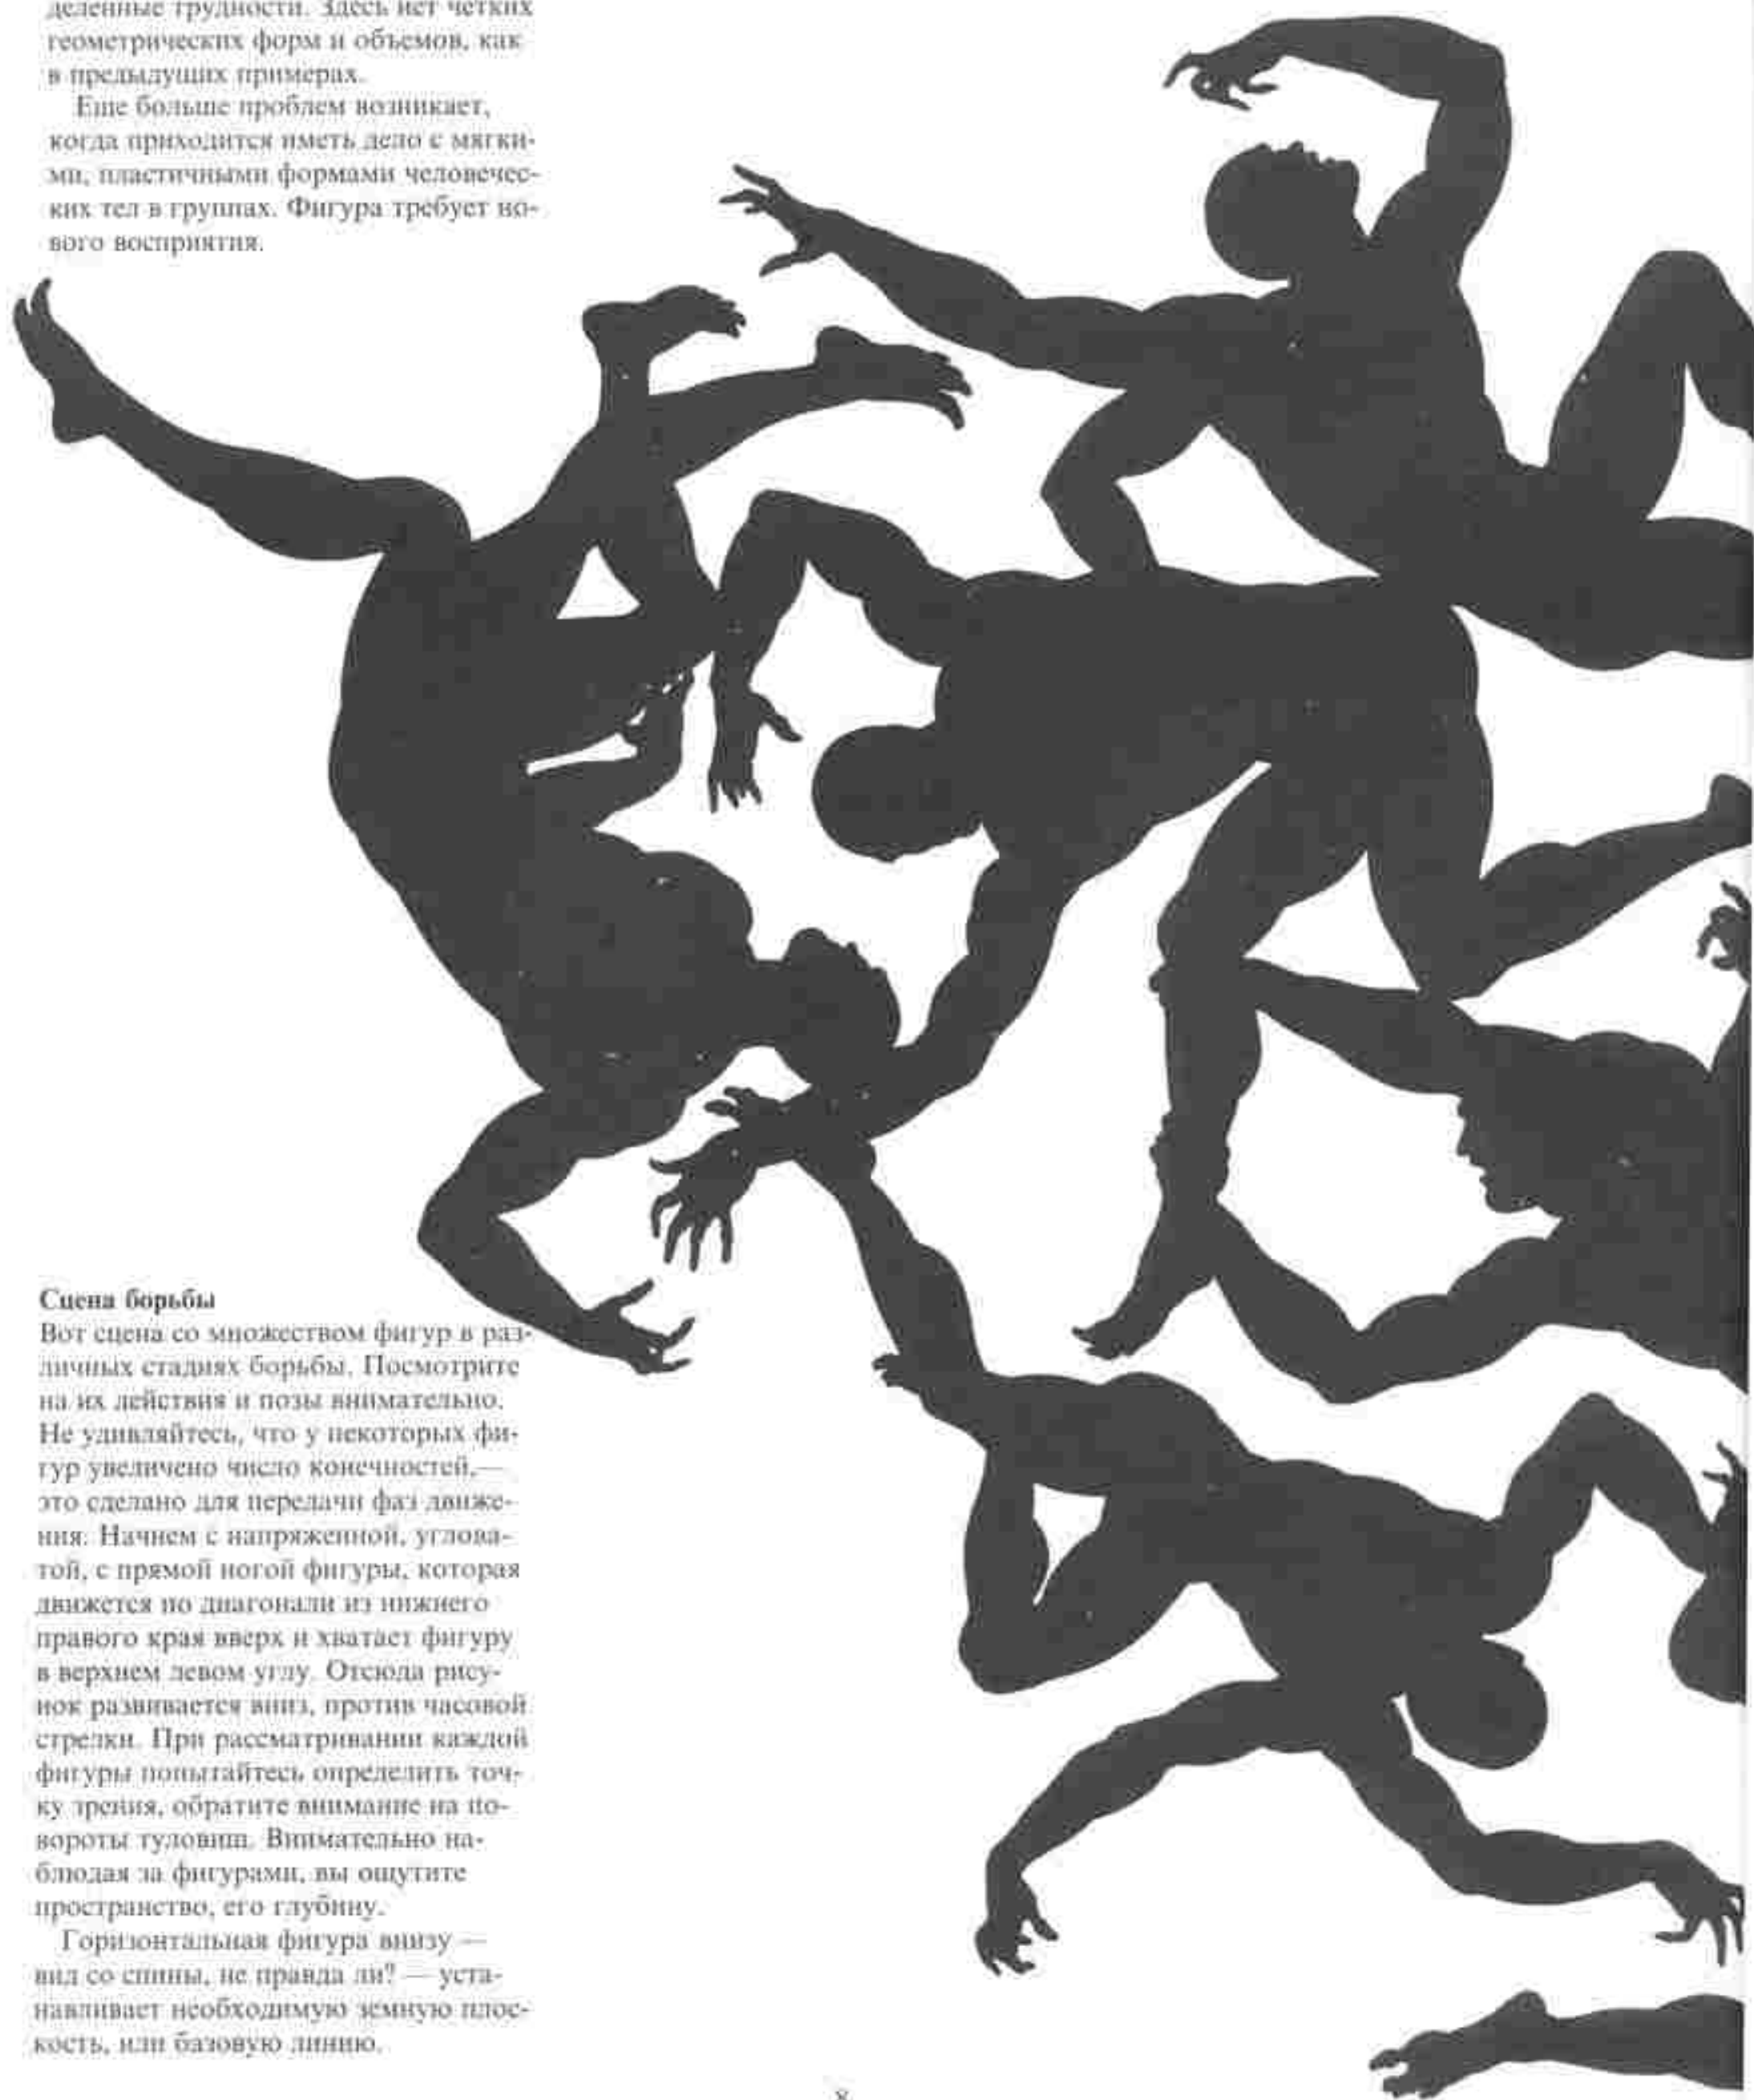 деленные трудности. Здесь нет четких
геометрических форм и объемов, как
в предыдущих примерах.
Еще больше проблем возникает,
когда приходится иметь дело с мягки-
ми, пластичными формами человечес-
ких тел в группах. Фигура требует но-
вого восприятия.
Сцена борьбы
Вот сцена со множеством фигур в раз-
личных стадиях борьбы. Посмотрите
на их действия и позы внимательно.
Не удивляйтесь, что у некоторых фи-
гур увеличено число конечностей,—
это сделано для передачи фаз движе-
ния. Начнем с напряженной, углова-
той, с прямой ногой фигуры, которая
движется по диагонали из нижнего
правого края вверх и хватает фигуру
в верхнем левом углу. Отсюда рису-
нок развивается вниз, против часовой
стрелки. При рассматривании каждой
фигуры попытайтесь определить точ-
ку зрения, обратите внимание на по-
вороты туловищ. Внимательно на-
блюдая за фигурами, вы ощутите
пространство, его глубину.
Горизонтальная фигура внизу —
вид со спины, не правда ли? — уста-
навливает необходимую земную плос-
кость, или базовую линию.
8